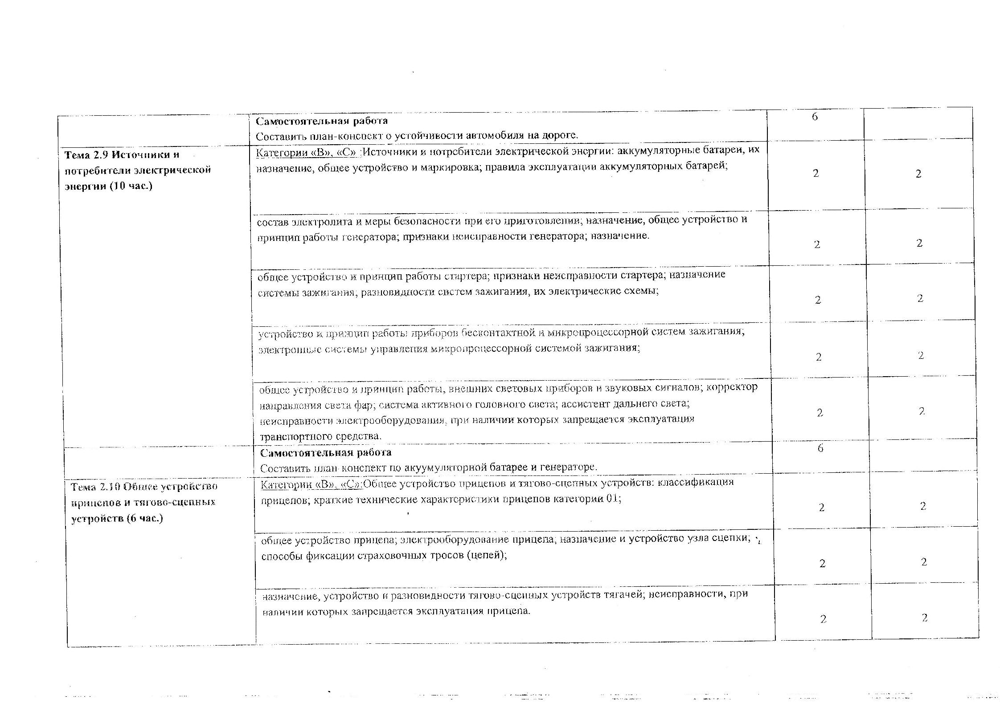 Самостоятельная работа
6
Составить план-конспект о устойчивости автомобиля на дороге.
Тема 2.9 Источники и
потребители электрической
энергии (10 час.)
Категории «В», «С» :Источники и потребители электрической энергии: аккумуляторные батареи, их
назначение, общее устройство и маркировка; правила эксплуатации аккумуляторных батарей;
2
2
состав электролита и меры безопасности при его приготовлении; назначение, общее устройство и
принцип работы генератора; признаки неисправности генератора; назначение.
2
2
общее устройство и принцип работы стартера; признаки неисправности стартера; назначение
системы зажигания; разновидности систем зажигания, их электрические схемы;
2
2
устройство и принцип работы приборов бесконтактной и микропроцессорной систем зажигания;
электронные системы управления микропроцессорной системой зажигания;
2
2
общее устройство и принцип работы, внешних световых приборов и звуковых сигналов; корректор
направления света фар; система активного головного света; ассистент дальнего света;
неисправности электрооборудования, при наличии которых запрещается эксплуатация
транспортного средства.
2
2
Самостоятельная работа
6
Составить план-конспект по акуумуляторной батарее и генераторе.
Тема 2.10 Общее устройство
прицепов и тягово-сцепных
устройств (6 час.)
Категории «В», «С»:Общее устройство прицепов и тягово-сцепных устройств: классификация
прицепов; краткие технические характеристики прицепов категории 01;
2
2
общее устройство прицепа; электрооборудование прицепа; назначение и устройство узла сцепки;
способы фиксации страховочных тросов (цепей);
2
2
назначение, устройство и разновидности тягово-сцепных устройств тягачей; неисправности, при
наличии которых запрещается эксплуатация прицепа.
2
2